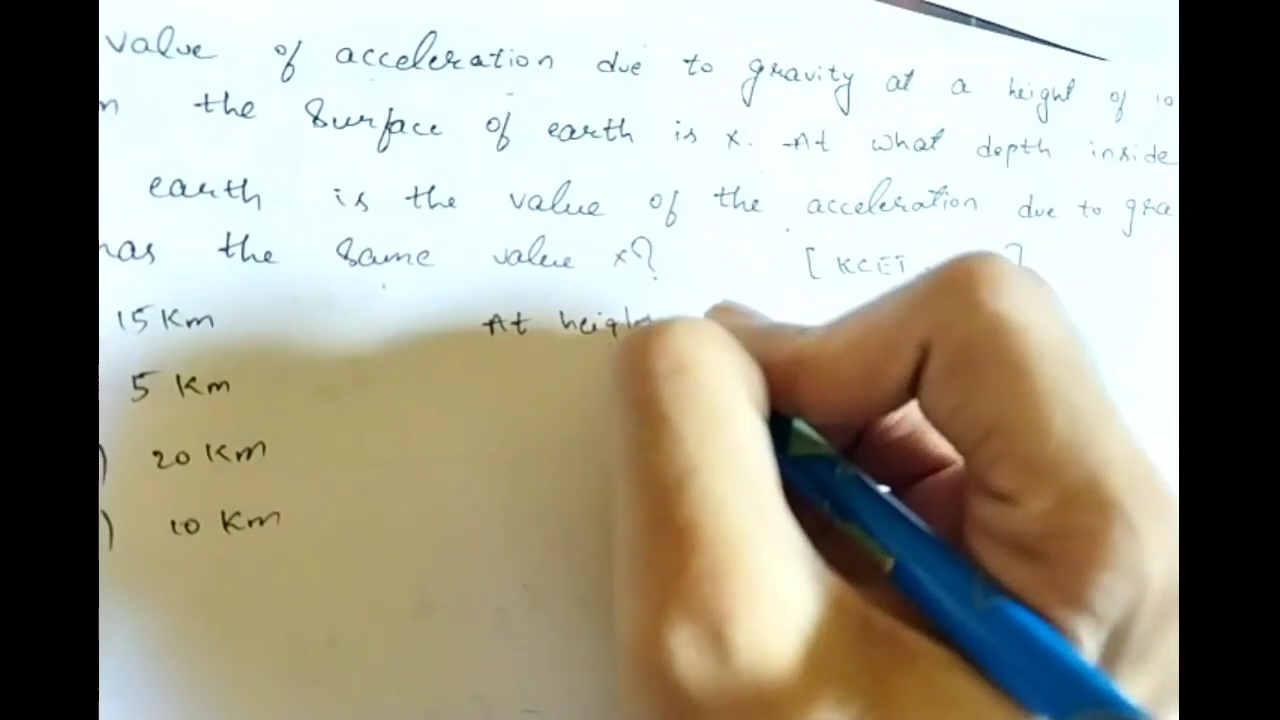 value of acceleration due to gravity at a height of 10
the surface of earth is x. At what depth inside
earth is the value of the acceleration due to gra
has the same value x?  [ KCET ]
15 Km  At height
5 Km
) 20 Km
) 10 Km